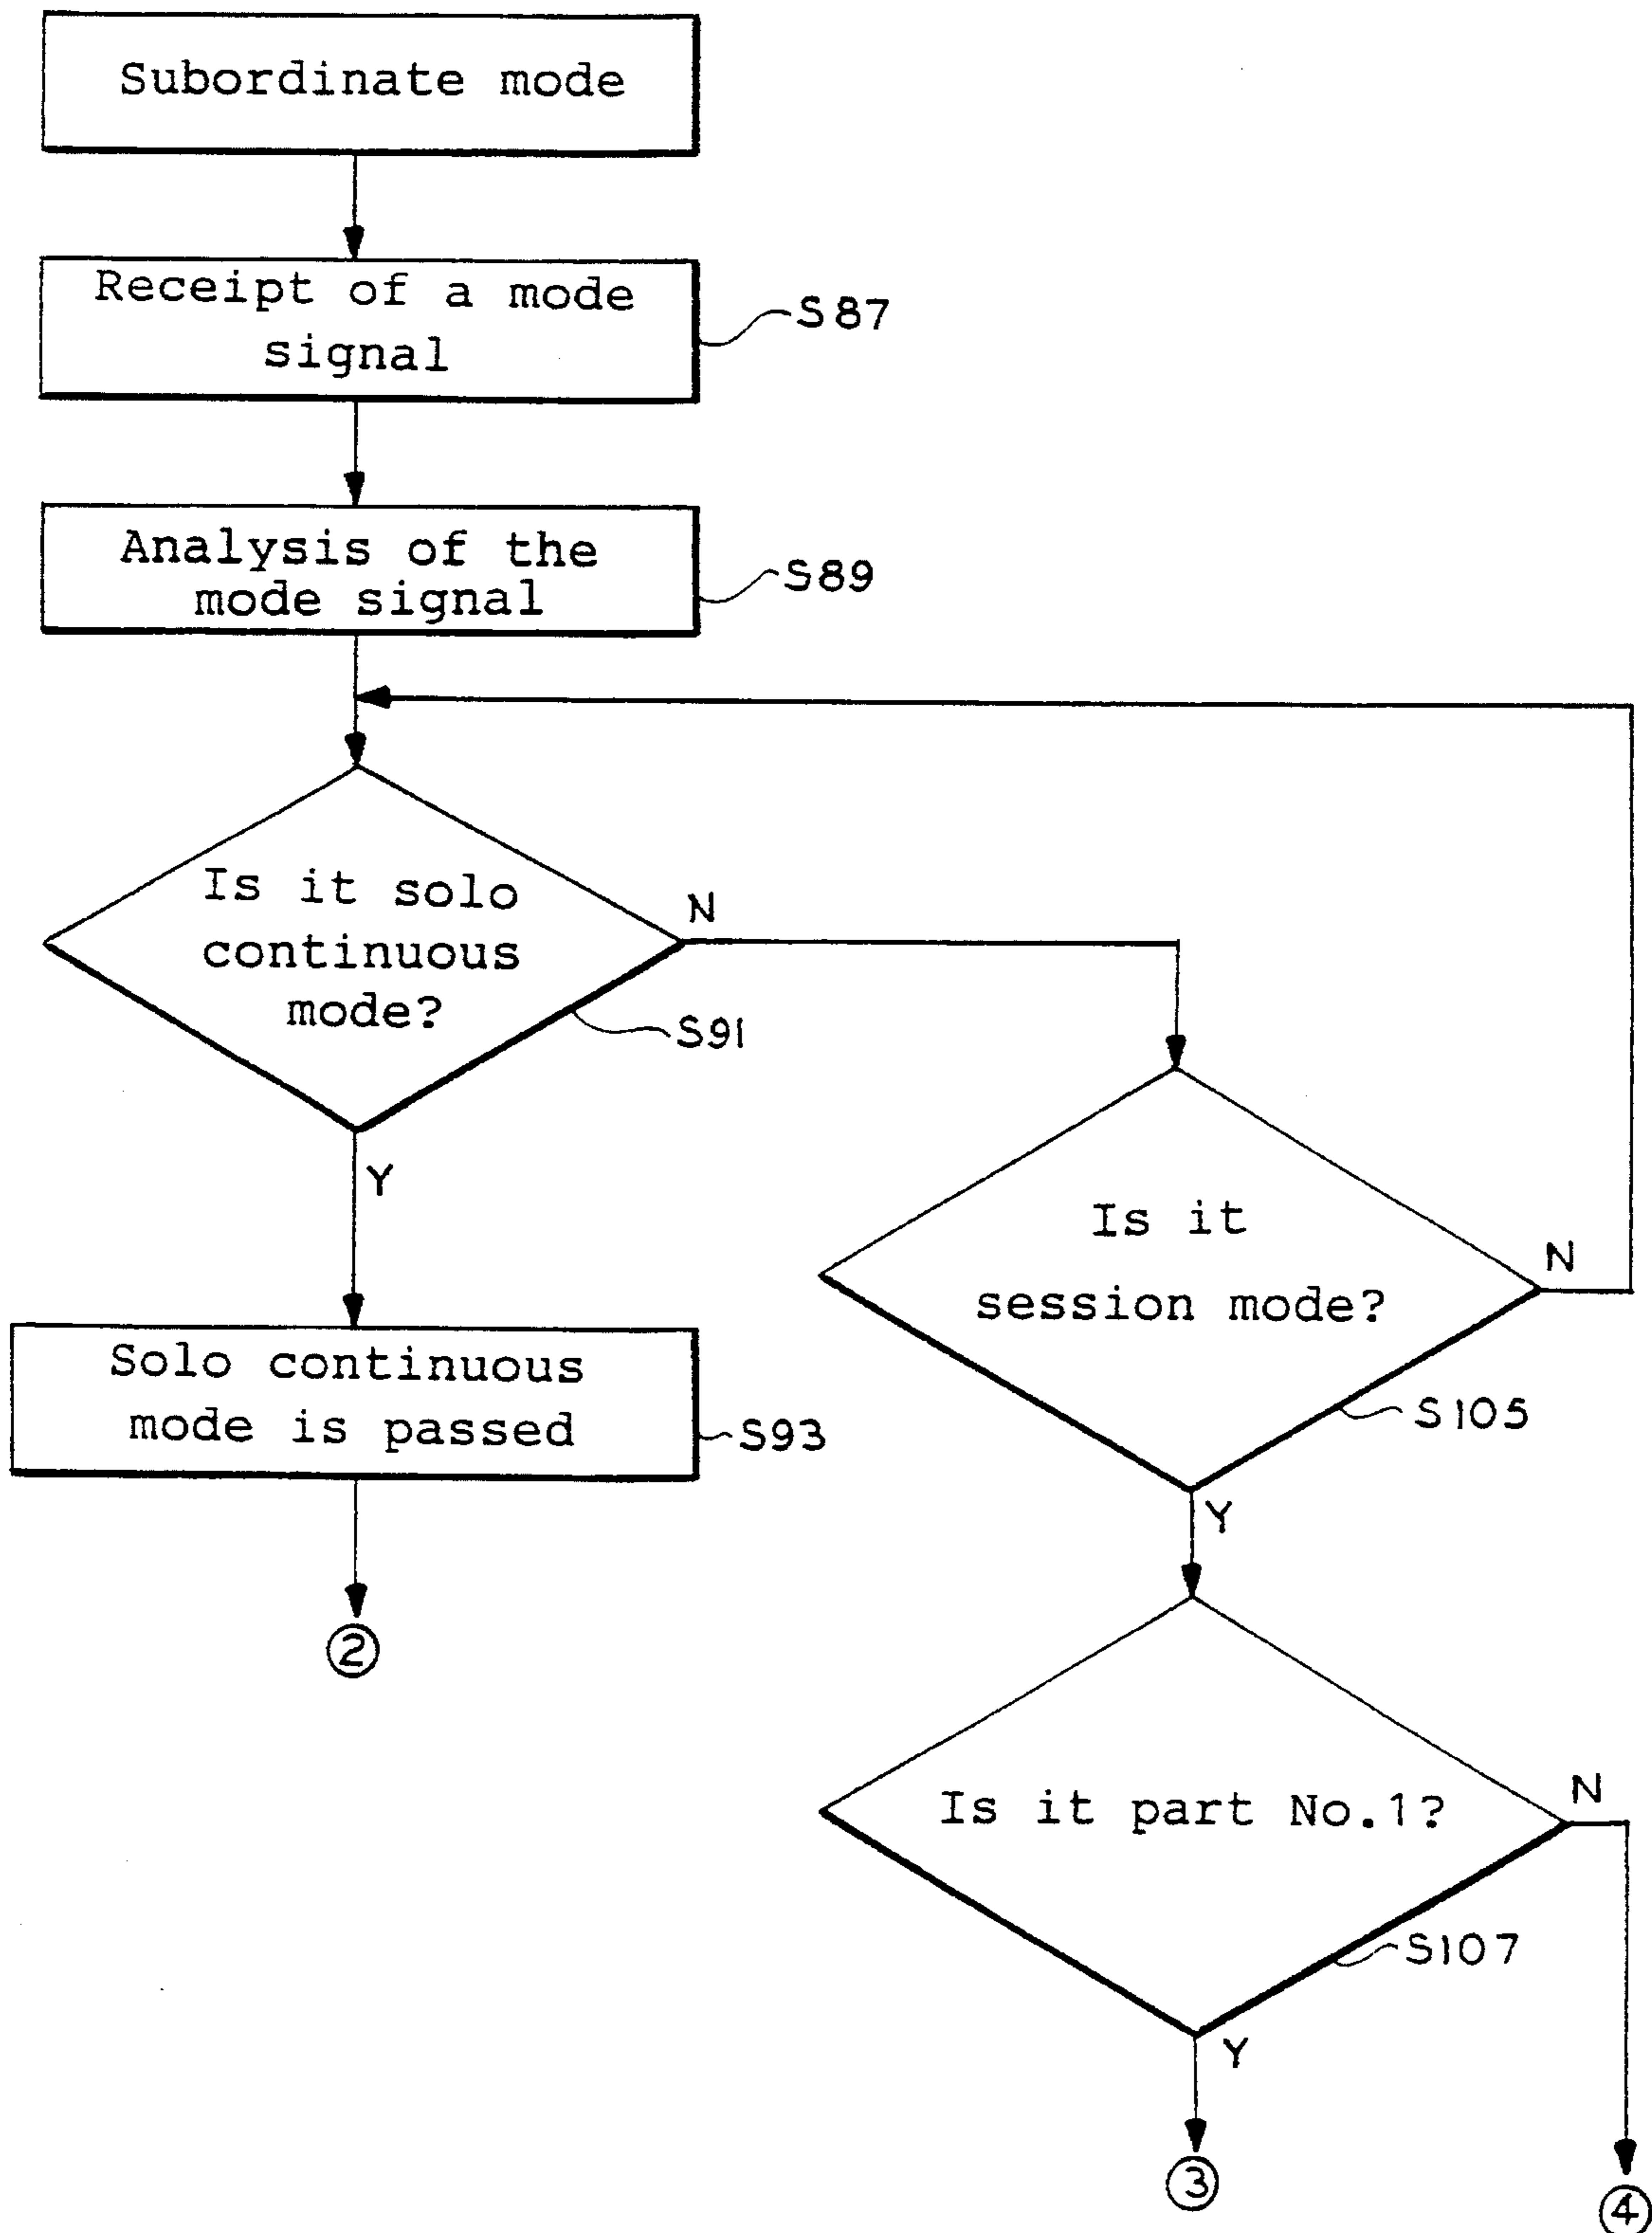 Subordinate mode
Receipt of a mode
signal
S87
Analysis of the
mode signal
S89
Is it solo
continuous
mode?
N
S91
Y
Is it
session mode?
N
S105
Y
Solo continuous
mode is passed
S93
②
Is it part No.1?
N
S107
Y
③
④